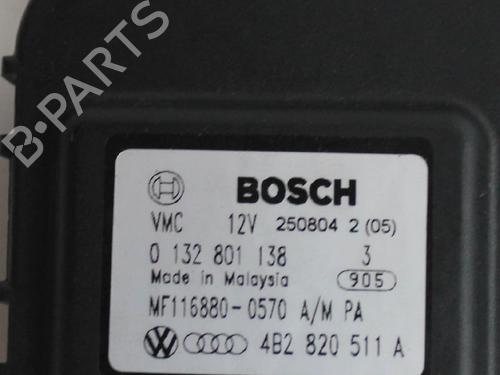 B-PARTS
BOSCH
VMC 12V 250804 2 (05)
0 132 801 138 3
Made in Malaysia 905
MF116880-0570 A/M PA
4B2 820 511 A